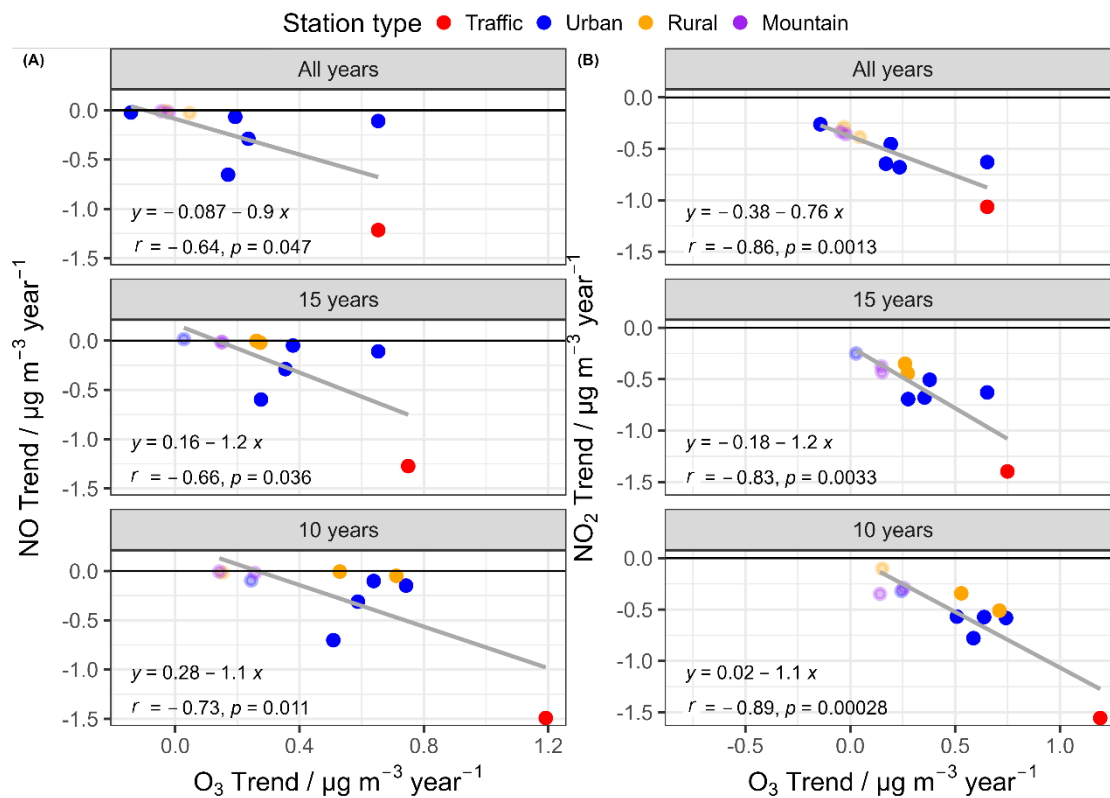 Station type Traffic Urban Rural Mountain
(A)
All years
0.0
-0.5
-1.0
-1.5
y = −0.087 − 0.9 x
r = −0.64, p = 0.047
15 years
0.0
-0.5
-1.0
-1.5
y = 0.16 − 1.2 x
r = −0.66, p = 0.036
10 years
0.0
-0.5
-1.0
-1.5
y = 0.28 − 1.1 x
r = −0.73, p = 0.011
0.0 0.4 0.8 1.2
NO Trend / µg m⁻³ year⁻¹
O₃ Trend / µg m⁻³ year⁻¹
(B)
All years
0.0
-0.5
-1.0
-1.5
y = −0.38 − 0.76 x
r = −0.86, p = 0.0013
15 years
0.0
-0.5
-1.0
-1.5
y = −0.18 − 1.2 x
r = −0.83, p = 0.0033
10 years
0.0
-0.5
-1.0
-1.5
y = 0.02 − 1.1 x
r = −0.89, p = 0.00028
-0.5 0.0 0.5 1.0
NO₂ Trend / µg m⁻³ year⁻¹
O₃ Trend / µg m⁻³ year⁻¹